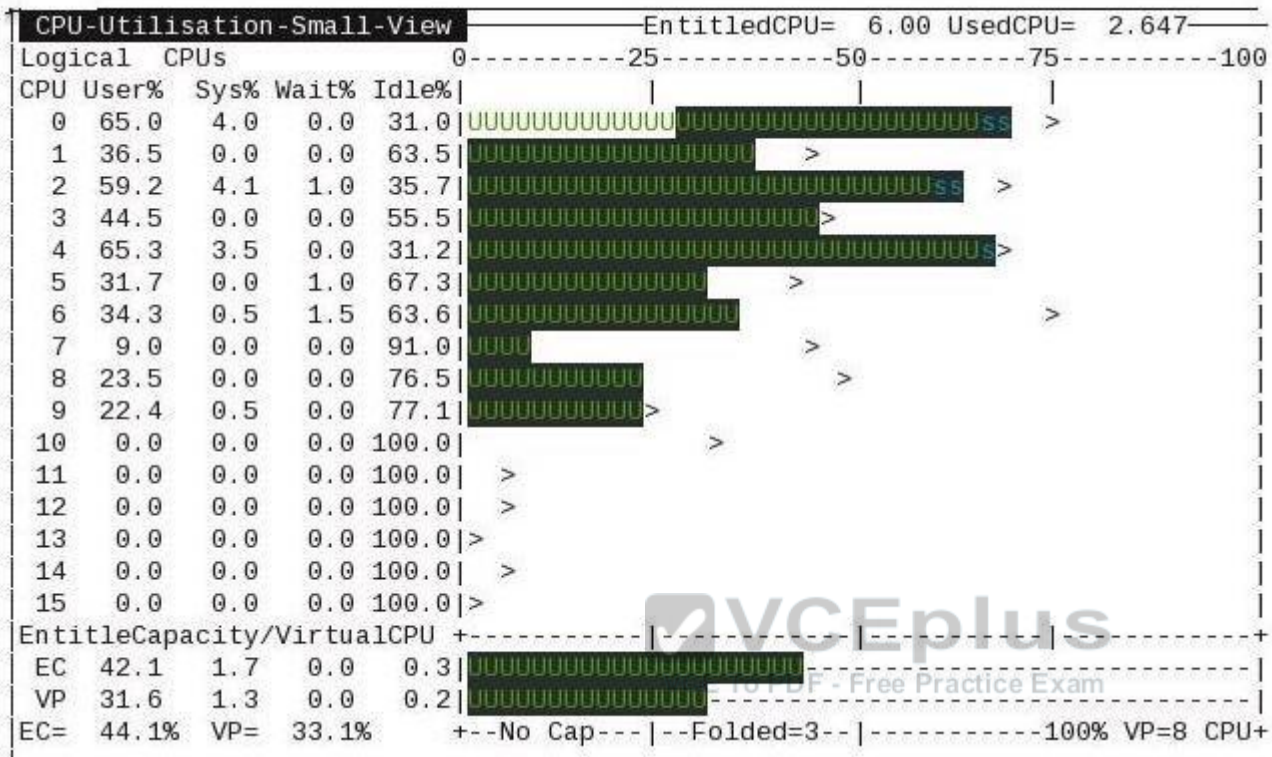 CPU-Utilisation-Small-View EntitledCPU= 6.00 UsedCPU= 2.647
Logical CPUs 0----------25-----------50----------75----------100
CPU User% Sys% Wait% Idle%| | | | |
0 65.0 4.0 0.0 31.0|UUUUUUUUUUUUUUUUUUUUUUUUUUUUUUUUss > |
1 36.5 0.0 0.0 63.5|UUUUUUUUUUUUUUUUUU > |
2 59.2 4.1 1.0 35.7|UUUUUUUUUUUUUUUUUUUUUUUUUUUUUss > |
3 44.5 0.0 0.0 55.5|UUUUUUUUUUUUUUUUUUUUUU> |
4 65.3 3.5 0.0 31.2|UUUUUUUUUUUUUUUUUUUUUUUUUUUUUUUUs> |
5 31.7 0.0 1.0 67.3|UUUUUUUUUUUUUUU > |
6 34.3 0.5 1.5 63.6|UUUUUUUUUUUUUUUUU > |
7 9.0 0.0 0.0 91.0|UUUU > |
8 23.5 0.0 0.0 76.5|UUUUUUUUUUU > |
9 22.4 0.5 0.0 77.1|UUUUUUUUUUU> |
10 0.0 0.0 0.0 100.0| > |
11 0.0 0.0 0.0 100.0| > |
12 0.0 0.0 0.0 100.0| > |
13 0.0 0.0 0.0 100.0|> |
14 0.0 0.0 0.0 100.0| > |
15 0.0 0.0 0.0 100.0|> |
VCEplus
EntitleCapacity/VirtualCPU +-----------|------------|-----------|------------+
EC 42.1 1.7 0.0 0.3|UUUUUUUUUUUUUUUUUUUUU----------------------------|
PDF - Free Practice Exam
VP 31.6 1.3 0.0 0.2|UUUUUUUUUUUUUUU----------------------------------|
EC= 44.1% VP= 33.1% +--No Cap---|--Folded=3--|-----------100% VP=8 CPU+